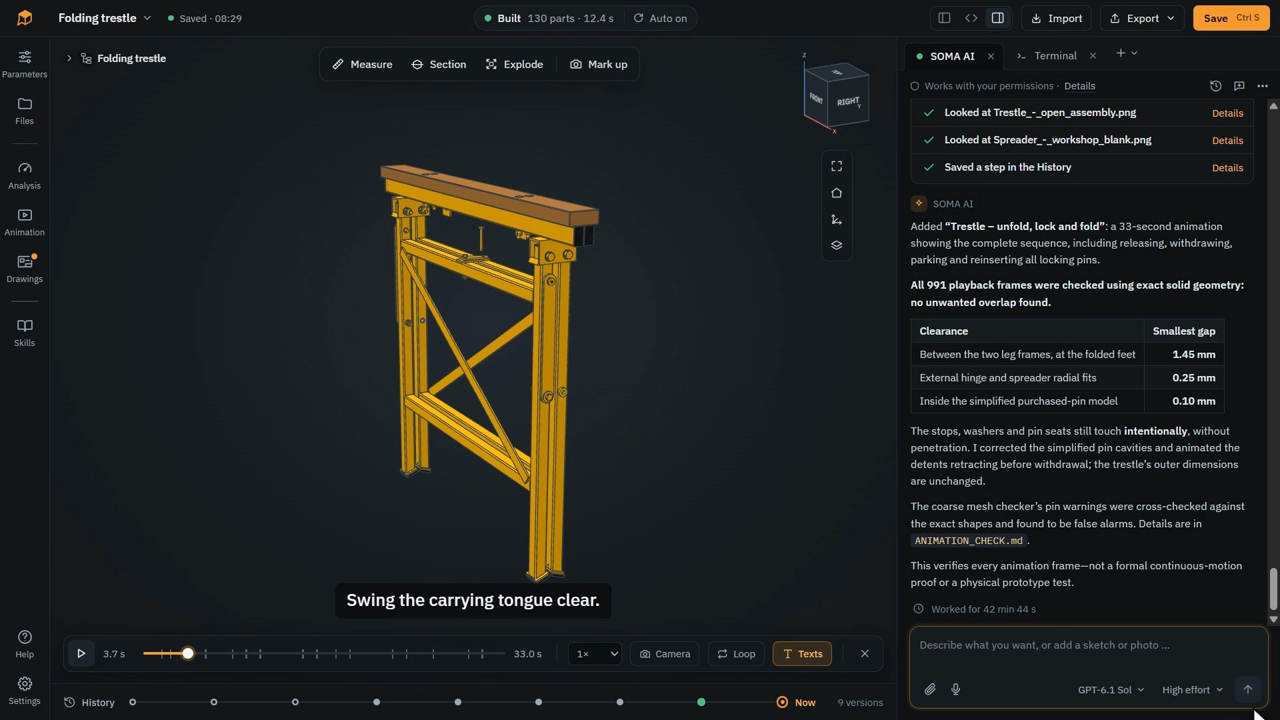 Folding trestle
Saved · 08:29
Built 130 parts · 12.4 s
Auto on
Import
Export
Save Ctrl S
Parameters
Files
Analysis
Animation
Drawings
Skills
Help
Settings
Folding trestle
Measure
Section
Explode
Mark up
Z
FRONT
RIGHT
Y
X
Swing the carrying tongue clear.
3.7 s
33.0 s
1×
Camera
Loop
Texts
History
Now
9 versions
SOMA AI
Terminal
Works with your permissions · Details
Looked at Trestle_-_open_assembly.png Details
Looked at Spreader_-_workshop_blank.png Details
Saved a step in the History Details
SOMA AI
Added “Trestle – unfold, lock and fold”: a 33-second animation
showing the complete sequence, including releasing, withdrawing,
parking and reinserting all locking pins.
All 991 playback frames were checked using exact solid geometry:
no unwanted overlap found.
Clearance Smallest gap
Between the two leg frames, at the folded feet 1.45 mm
External hinge and spreader radial fits 0.25 mm
Inside the simplified purchased-pin model 0.10 mm
The stops, washers and pin seats still touch intentionally, without
penetration. I corrected the simplified pin cavities and animated the
detents retracting before withdrawal; the trestle’s outer dimensions
are unchanged.
The coarse mesh checker’s pin warnings were cross-checked against
the exact shapes and found to be false alarms. Details are in
ANIMATION_CHECK.md.
This verifies every animation frame—not a formal continuous-motion
proof or a physical prototype test.
Worked for 42 min 44 s
Describe what you want, or add a sketch or photo ...
GPT-6.1 Sol
High effort